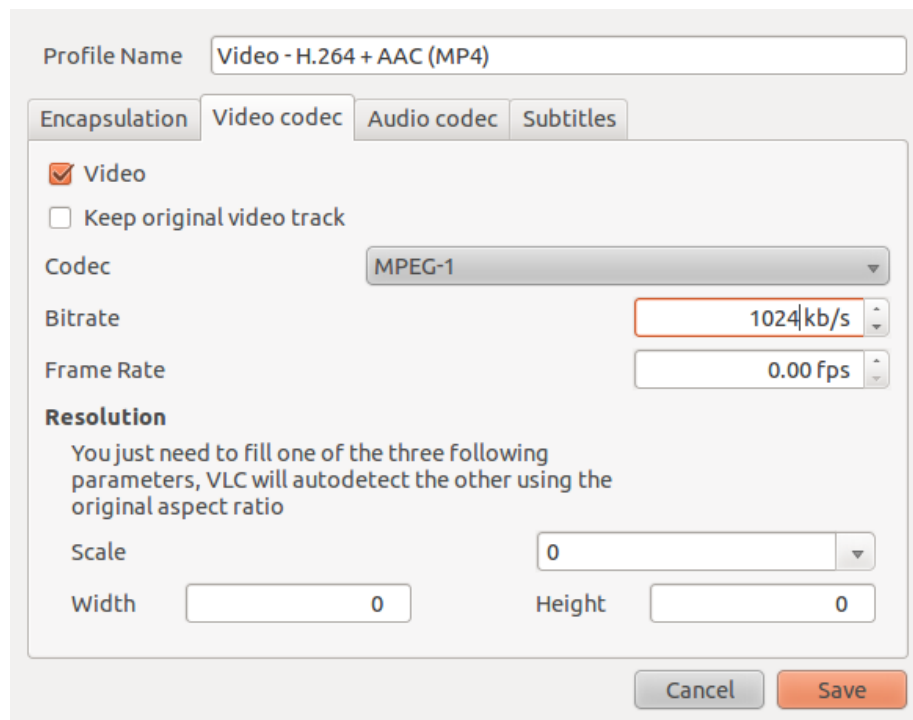 Profile Name Video - H.264 + AAC (MP4)
Encapsulation Video codec Audio codec Subtitles
Video
Keep original video track
Codec MPEG-1
Bitrate 1024 kb/s
Frame Rate 0.00 fps
Resolution
You just need to fill one of the three following
parameters, VLC will autodetect the other using the
original aspect ratio
Scale 0
Width 0 Height 0
Cancel Save